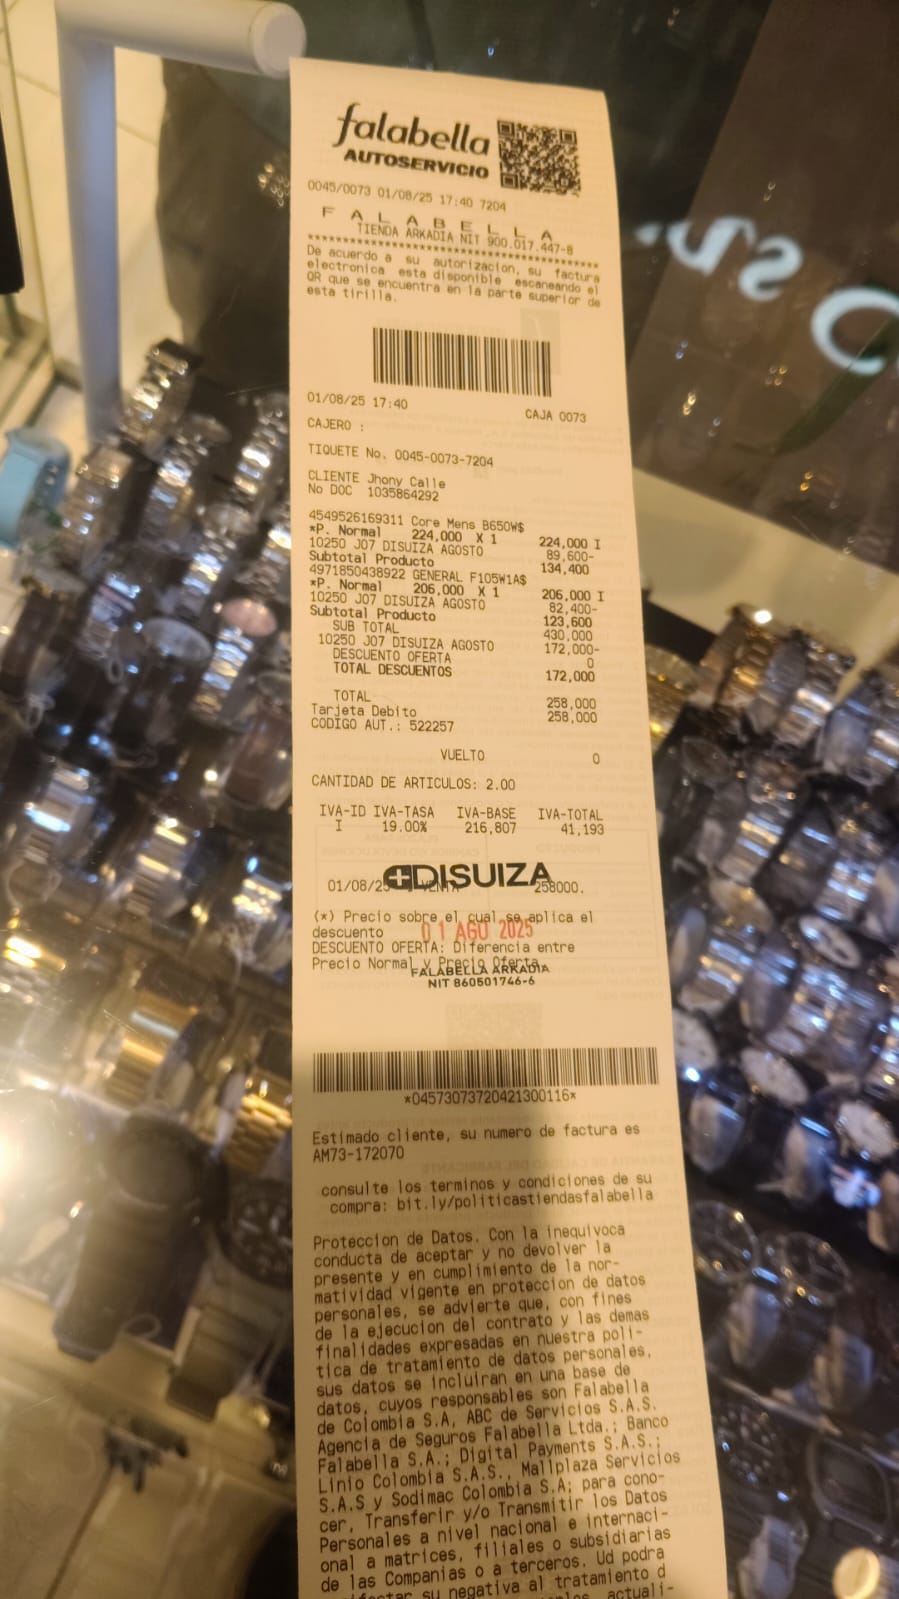 falabella
AUTOSERVICIO
0045/0073 01/08/25 17:40 7204
F A L A B E L L A
TIENDA ARKADIA NIT 900.017.447-8
****************************************
De acuerdo a su autorizacion, su factura
electronica esta disponible escaneando el
QR que se encuentra en la parte superior de
esta tirilla.
01/08/25 17:40 CAJA 0073
CAJERO :
TIQUETE No. 0045-0073-7204
CLIENTE Jhony Calle
No DOC 1035864292
4549526169311 Core Mens B650W$
*P. Normal 224,000 X 1 224,000 I
10250 J07 DISUIZA AGOSTO 89,600-
Subtotal Producto 134,400
4971850438922 GENERAL F105W1A$
*P. Normal 206,000 X 1 206,000 I
10250 J07 DISUIZA AGOSTO 82,400-
Subtotal Producto 123,600
SUB TOTAL 430,000
10250 J07 DISUIZA AGOSTO 172,000-
DESCUENTO OFERTA 0
TOTAL DESCUENTOS 172,000
TOTAL 258,000
Tarjeta Debito 258,000
CODIGO AUT.: 522257
VUELTO 0
CANTIDAD DE ARTICULOS: 2.00
IVA-ID IVA-TASA IVA-BASE IVA-TOTAL
I 19.00% 216,807 41,193
DISUIZA
01/08/25 VENTA 258000.
(*) Precio sobre el cual se aplica el
descuento
01 AGO 2025
DESCUENTO OFERTA: Diferencia entre
Precio Normal y Precio Oferta
FALABELLA ARKADIA
NIT 860501746-6
*04573073720421300116*
Estimado cliente, su numero de factura es
AM73-172070
consulte los terminos y condiciones de su
compra: bit.ly/politicastiendasfalabella
Proteccion de Datos. Con la inequivoca
conducta de aceptar y no devolver la
presente y en cumplimiento de la nor-
matividad vigente en proteccion de datos
personales, se advierte que, con fines
de la ejecucion del contrato y las demas
finalidades expresadas en nuestra poli-
tica de tratamiento de datos personales,
sus datos se incluiran en una base de
datos, cuyos responsables son Falabella
de Colombia S.A, ABC de Servicios S.A.S.
Agencia de Seguros Falabella Ltda.; Banco
Falabella S.A.; Digital Payments S.A.S.;
Linio Colombia S.A.S., Mallplaza Servicios
S.A.S y Sodimac Colombia S.A; para cono-
cer, Transferir y/o Transmitir los Datos
Personales a nivel nacional e internaci-
onal a matrices, filiales o subsidiarias
de las Companias o a terceros. Ud podra
su negativa al tratamiento d
actuali-